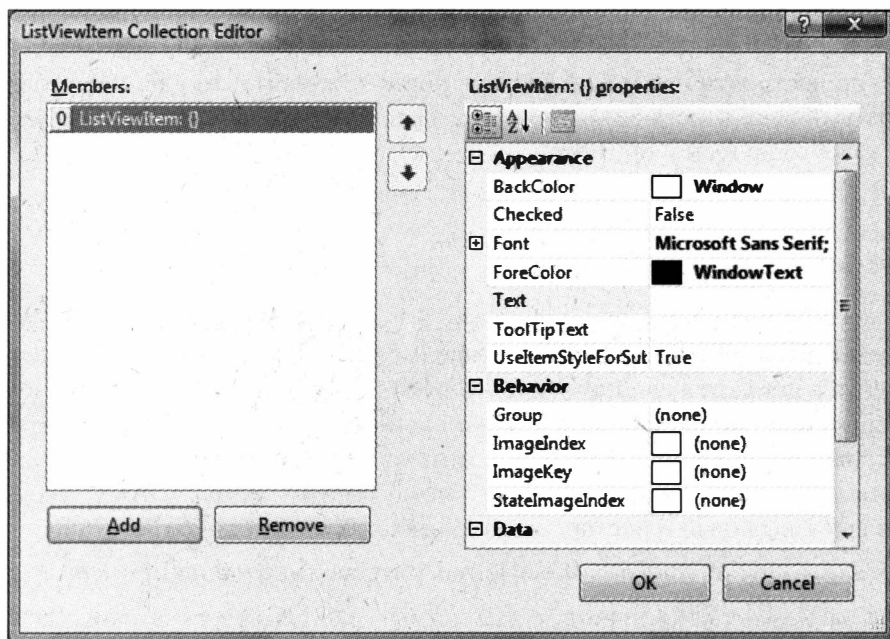 ListViewItem Collection Editor
?
X
Members:
0 ListViewItem: {}
Add
Remove
ListViewItem: {} properties:
A
Z
Appearance
BackColor Window
Checked False
Font Microsoft Sans Serif;
ForeColor WindowText
Text
ToolTipText
UseItemStyleForSut True
Behavior
Group (none)
ImageIndex (none)
ImageKey (none)
StateImageIndex (none)
Data
OK
Cancel